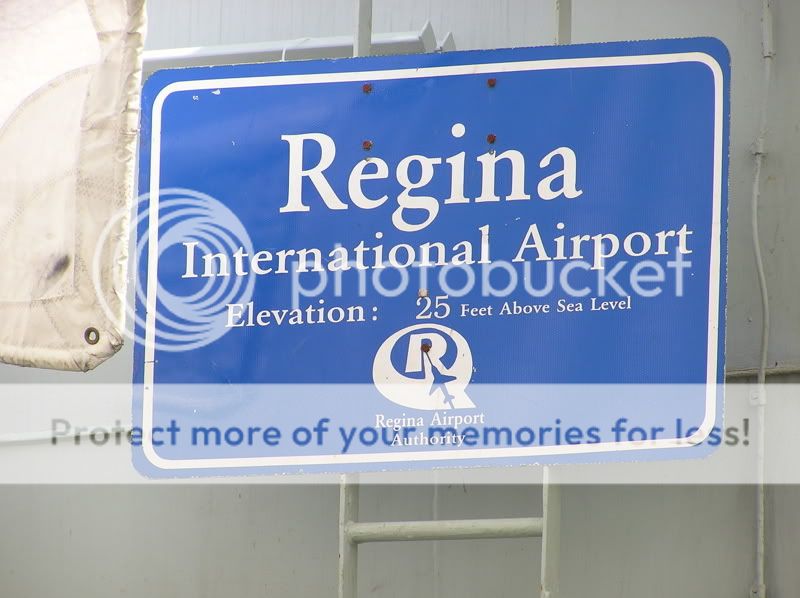 Regina
International Airport
photobucket
Elevation: 25 Feet Above Sea Level
R
Regina Airport
Authority
Protect more of your memories for less!